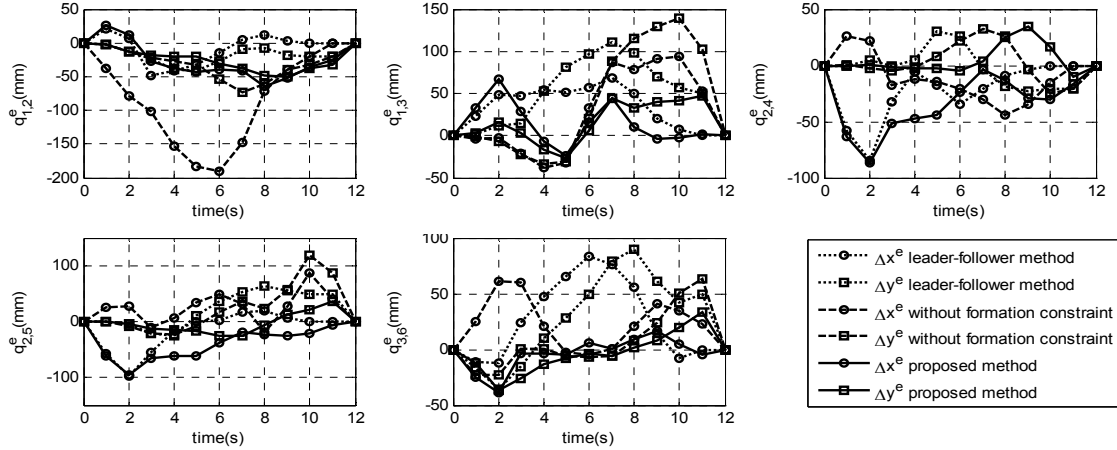 50
0
-50
-100
-150
-200
0 2 4 6 8 10 12
time(s)
q^e_{1,2}(mm)
150
100
50
0
-50
0 2 4 6 8 10 12
time(s)
q^e_{1,3}(mm)
50
0
-50
-100
0 2 4 6 8 10 12
time(s)
q^e_{2,4}(mm)
100
0
-100
0 2 4 6 8 10 12
time(s)
q^e_{2,5}(mm)
100
50
0
-50
0 2 4 6 8 10 12
time(s)
q^e_{3,6}(mm)
Δx^e leader-follower method
Δy^e leader-follower method
Δx^e without formation constraint
Δy^e without formation constraint
Δx^e proposed method
Δy^e proposed method